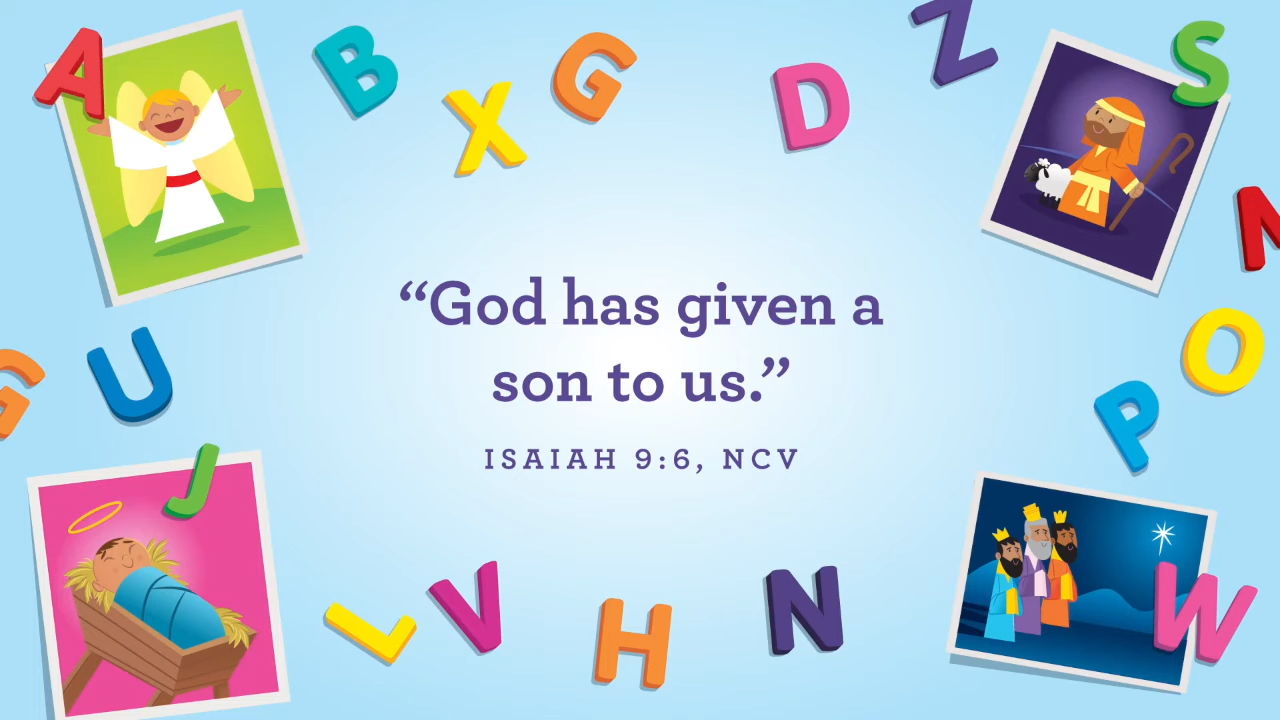 A
B
X
G
D
Z
S
N
"God has given a
son to us."
ISAIAH 9:6, NCV
G
U
O
P
J
L
V
H
N
W